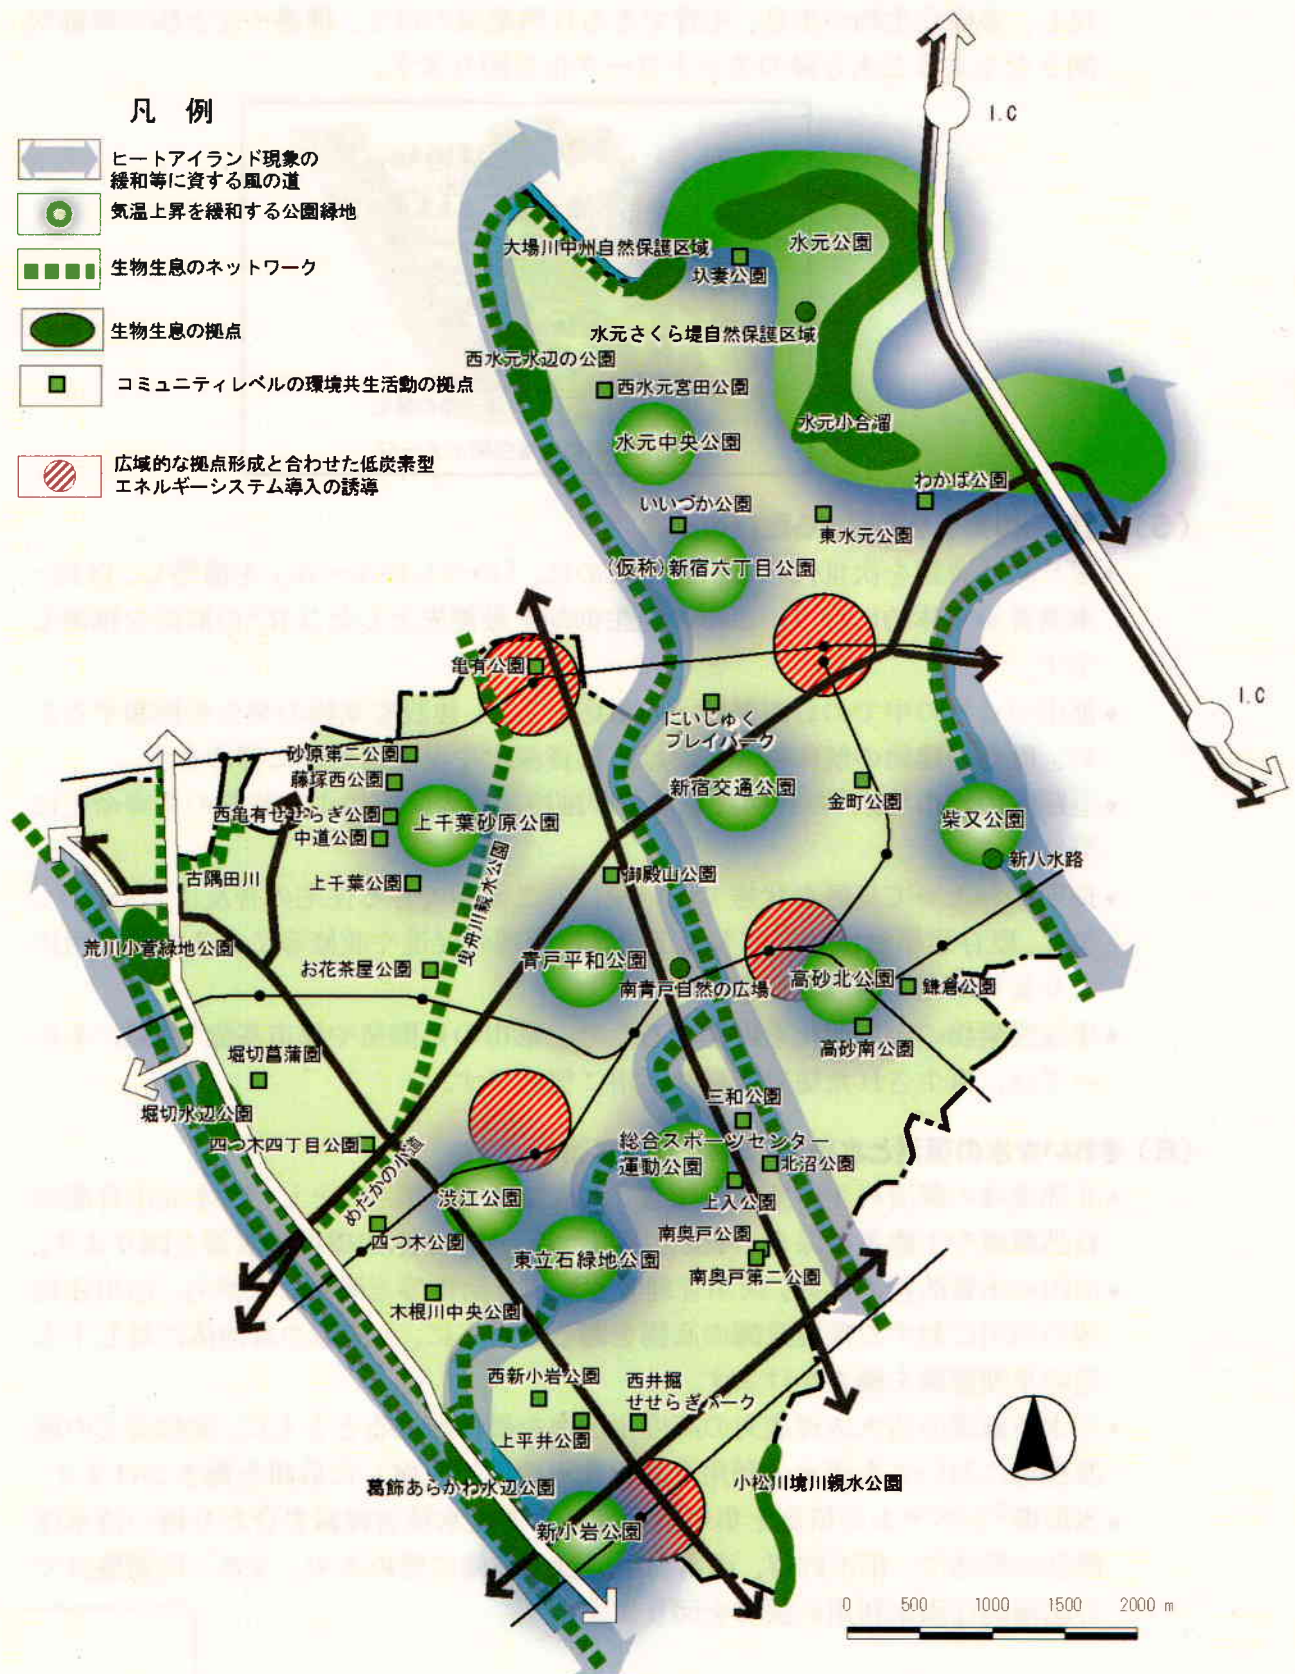 凡 例
ヒートアイランド現象の
緩和等に資する風の道
気温上昇を緩和する公園緑地
生物生息のネットワーク
生物生息の拠点
コミュニティレベルの環境共生活動の拠点
広域的な拠点形成と合わせた低炭素型
エネルギーシステム導入の誘導
I.C
大場川中州自然保護区域
水元公園
圦妻公園
水元さくら堤自然保護区域
西水元水辺の公園
西水元宮田公園
水元小合溜
水元中央公園
わかば公園
いいづか公園
東水元公園
(仮称)新宿六丁目公園
亀有公園
I.C
にいじゅく
プレイパーク
砂原第二公園
藤塚西公園
新宿交通公園
金町公園
西亀有せせらぎ公園
上千葉砂原公園
柴又公園
中道公園
新八水路
古隅田川
上千葉公園
御殿山公園
曳舟川親水公園
荒川小菅緑地公園
お花茶屋公園
青戸平和公園
南青戸自然の広場
高砂北公園
鎌倉公園
高砂南公園
堀切菖蒲園
堀切水辺公園
三和公園
四つ木四丁目公園
総合スポーツセンター
運動公園
北沼公園
めだかの小道
渋江公園
上入公園
四つ木公園
南奥戸公園
東立石緑地公園
南奥戸第二公園
木根川中央公園
西新小岩公園
西井掘
せせらぎパーク
上平井公園
葛飾あらかわ水辺公園
小松川境川親水公園
新小岩公園
0 500 1000 1500 2000 m